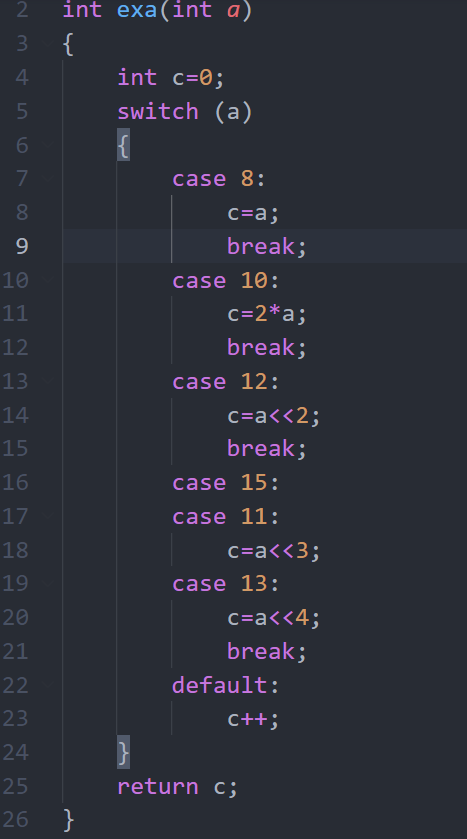 2 int exa(int a)
3 {
4     int c=0;
5     switch (a)
6     {
7         case 8:
8             c=a;
9             break;
10         case 10:
11             c=2*a;
12             break;
13         case 12:
14             c=a<<2;
15             break;
16         case 15:
17         case 11:
18             c=a<<3;
19         case 13:
20             c=a<<4;
21             break;
22         default:
23             c++;
24     }
25     return c;
26 }